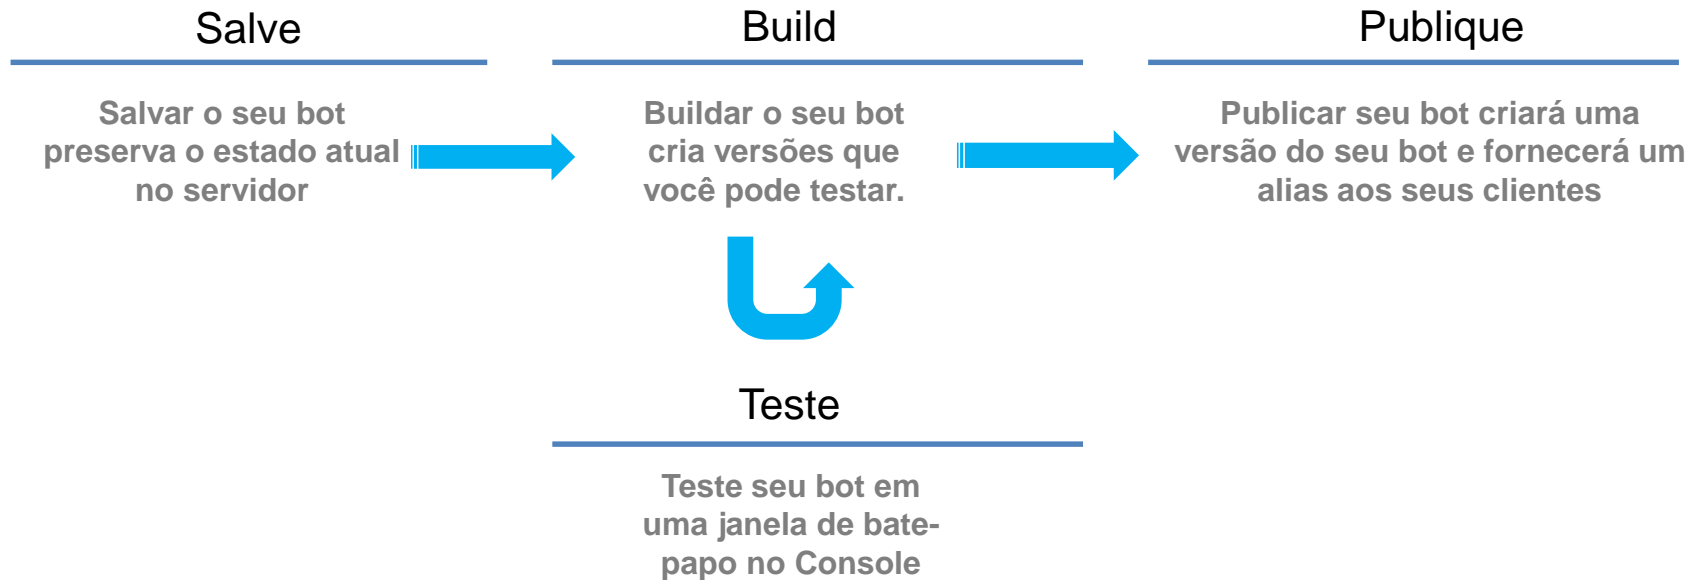 Salve
Salvar o seu bot
preserva o estado atual
no servidor
Build
Buildar o seu bot
cria versões que
você pode testar.
Publique
Publicar seu bot criará uma
versão do seu bot e fornecerá um
alias aos seus clientes
Teste
Teste seu bot em
uma janela de bate-
papo no Console